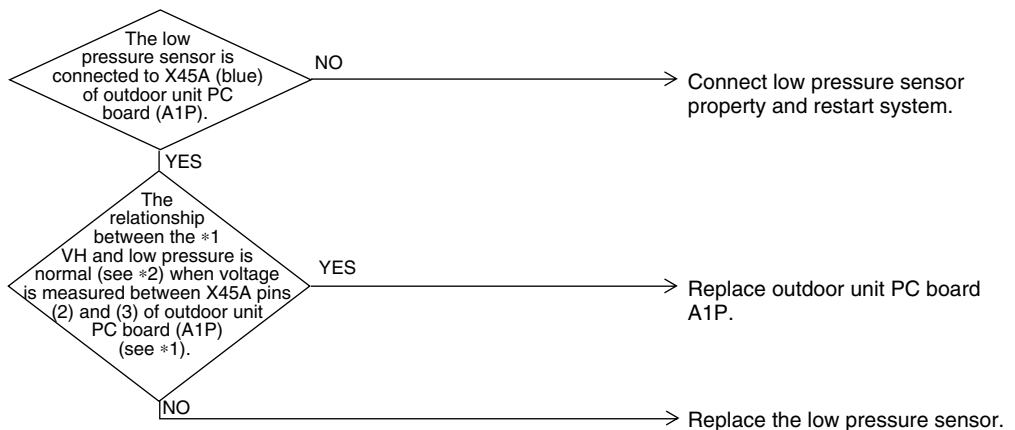 The low
pressure sensor is
connected to X45A (blue)
of outdoor unit PC
board (A1P).
NO
Connect low pressure sensor
property and restart system.
YES
The
relationship
between the *1
VH and low pressure is
normal (see *2) when voltage
is measured between X45A pins
(2) and (3) of outdoor unit
PC board (A1P)
(see *1).
YES
Replace outdoor unit PC board
A1P.
NO
Replace the low pressure sensor.